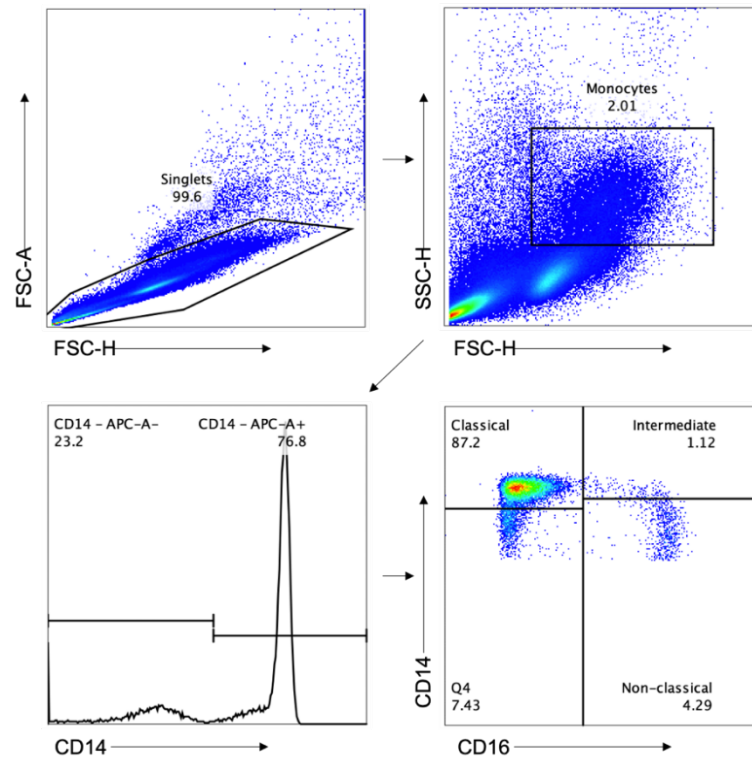 Singlets
99.6
FSC-A
FSC-H
Monocytes
2.01
SSC-H
FSC-H
CD14 - APC-A-
23.2
CD14 - APC-A+
76.8
CD14
Classical
87.2
Intermediate
1.12
CD14
Q4
7.43
Non-classical
4.29
CD16